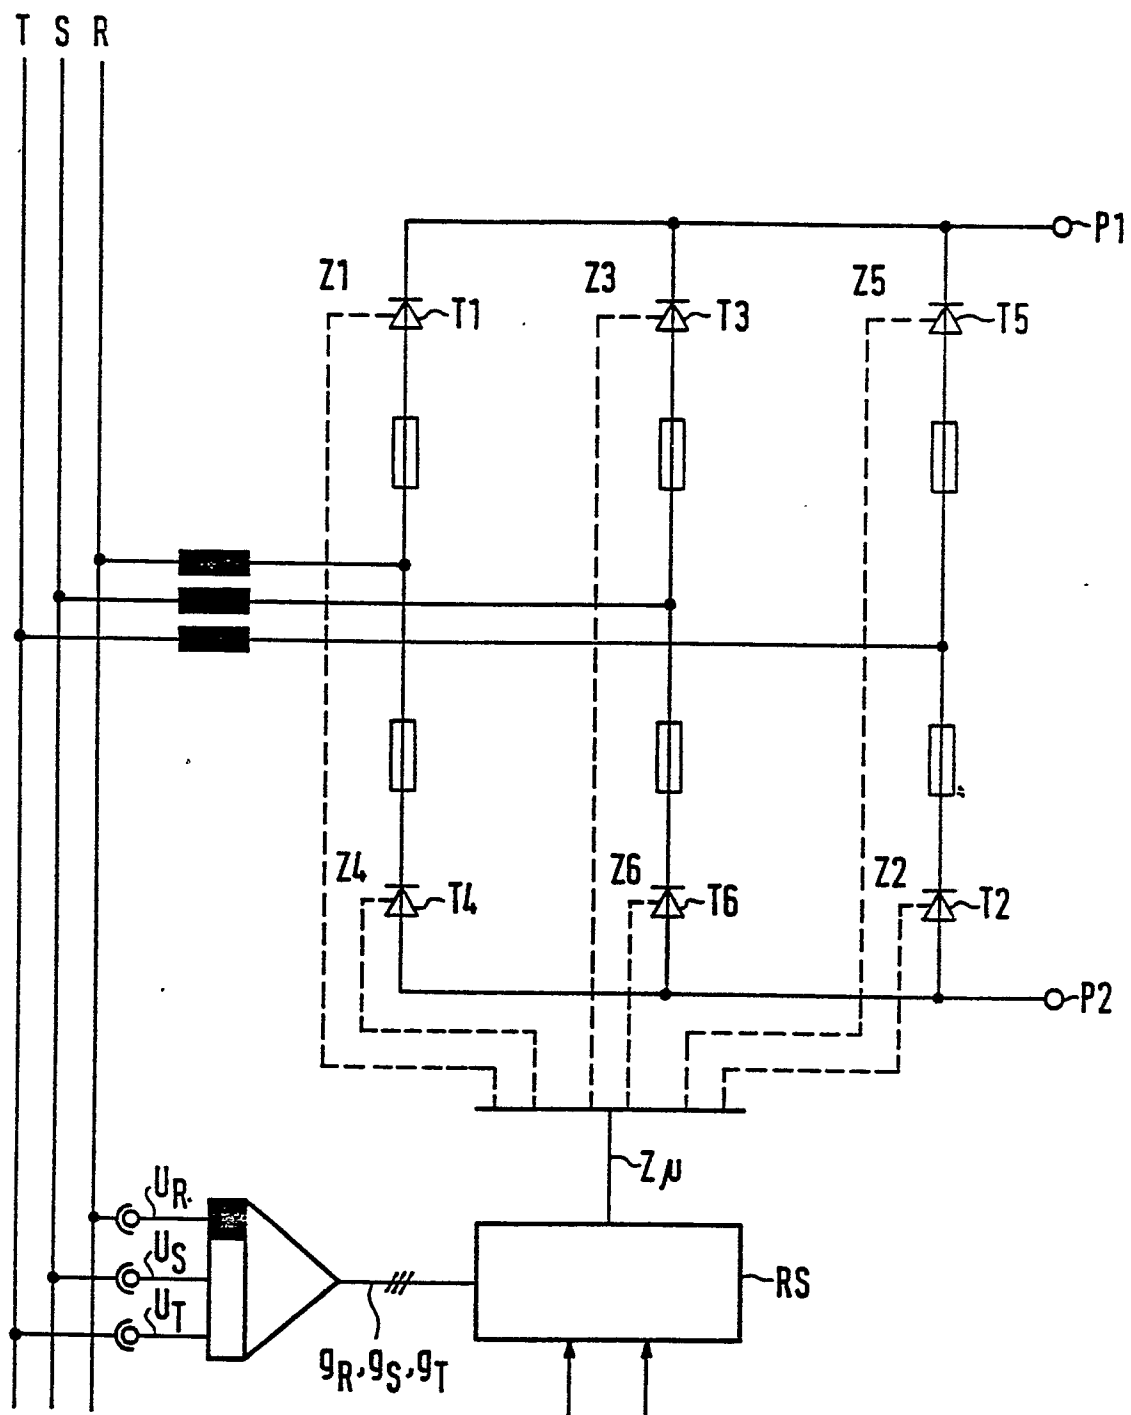 T S R
P1
Z1 Z3 Z5
T1 T3 T5
Z4 Z6 Z2
T4 T6 T2
P2
Zμ
UR
US
UT
RS
gR, gS, gT